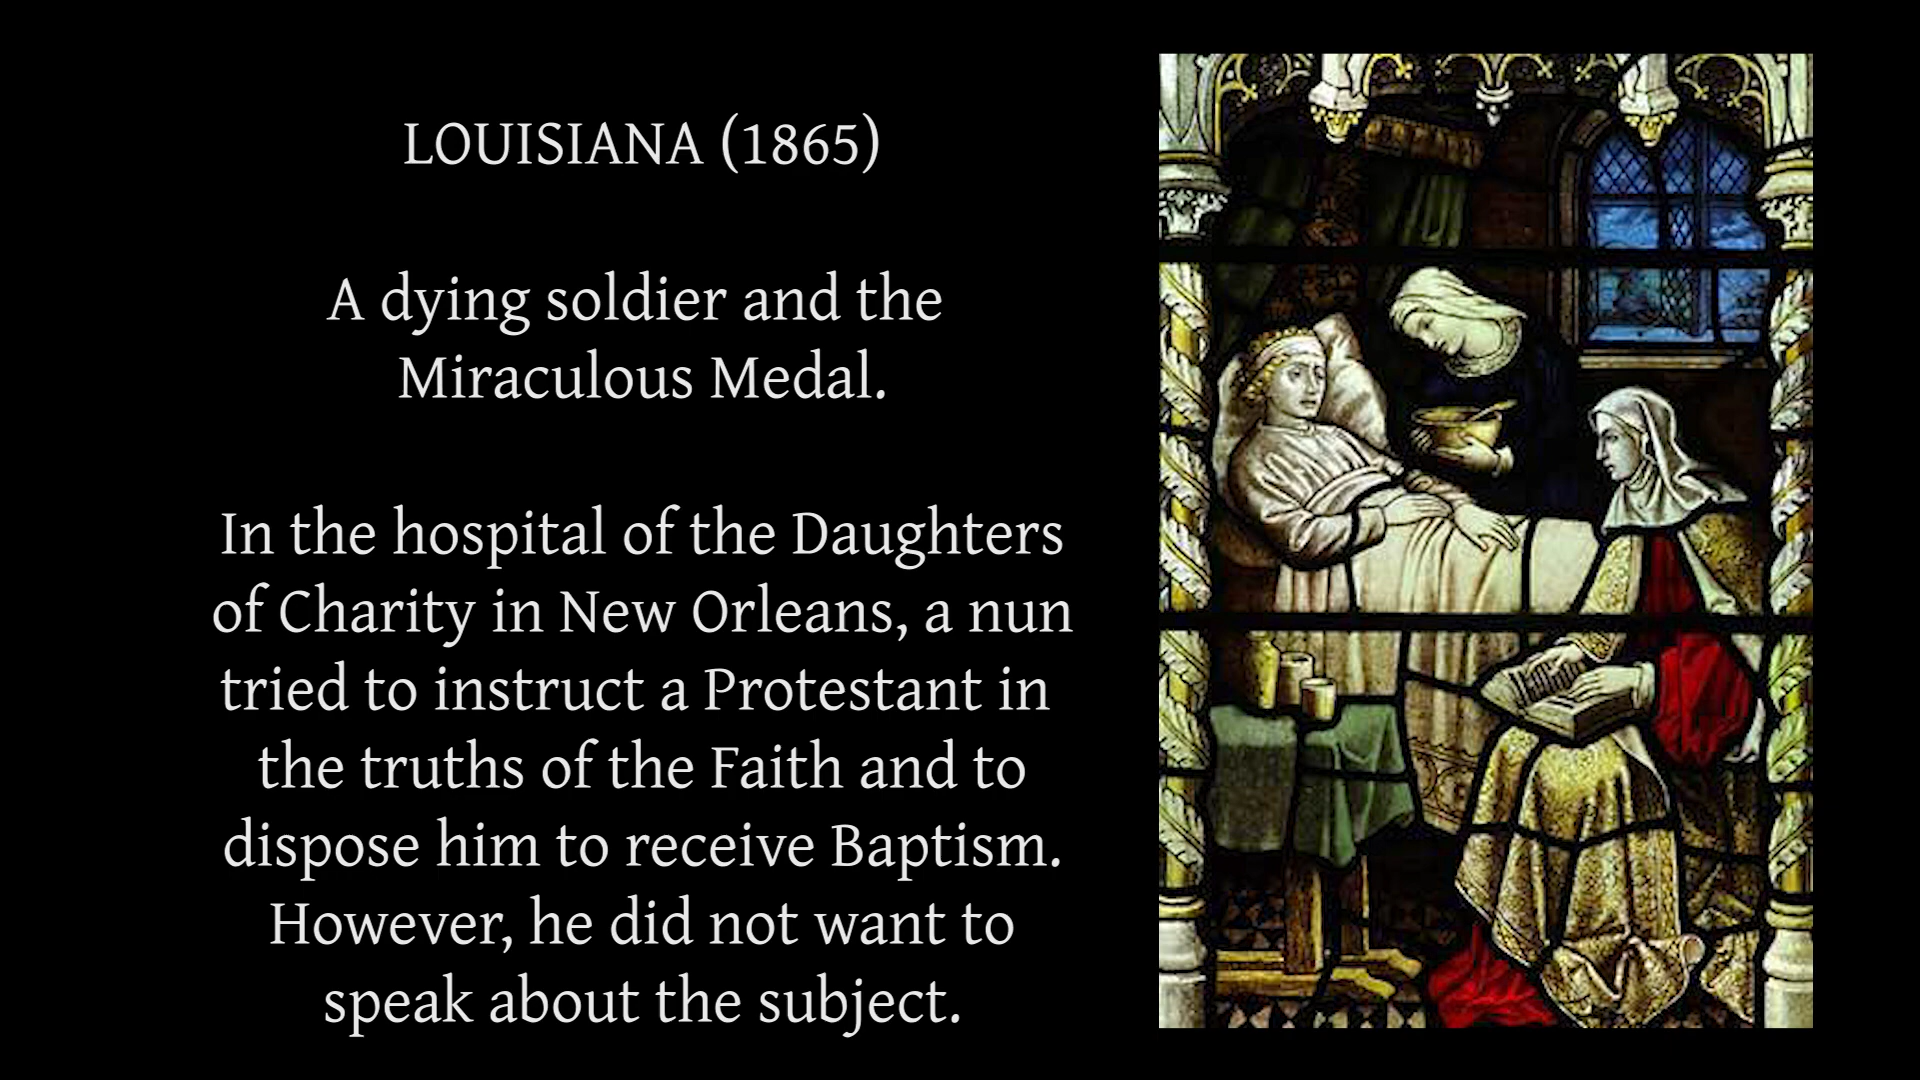 LOUISIANA (1865)
A dying soldier and the
Miraculous Medal.
In the hospital of the Daughters
of Charity in New Orleans, a nun
tried to instruct a Protestant in
the truths of the Faith and to
dispose him to receive Baptism.
However, he did not want to
speak about the subject.